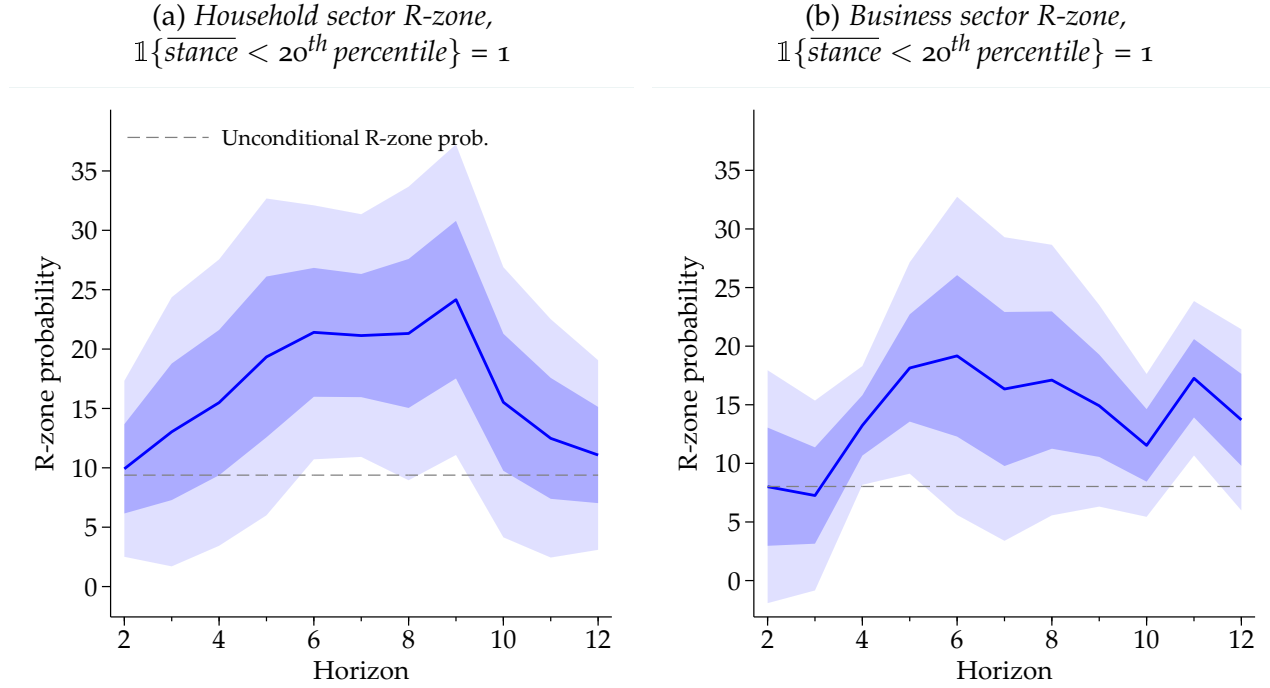 (a) Household sector R-zone,
𝟙{stance < 20th percentile} = 1
Unconditional R-zone prob.
R-zone probability
35
30
25
20
15
10
5
0
2 4 6 8 10 12
Horizon
(b) Business sector R-zone,
𝟙{stance < 20th percentile} = 1
R-zone probability
35
30
25
20
15
10
5
0
2 4 6 8 10 12
Horizon